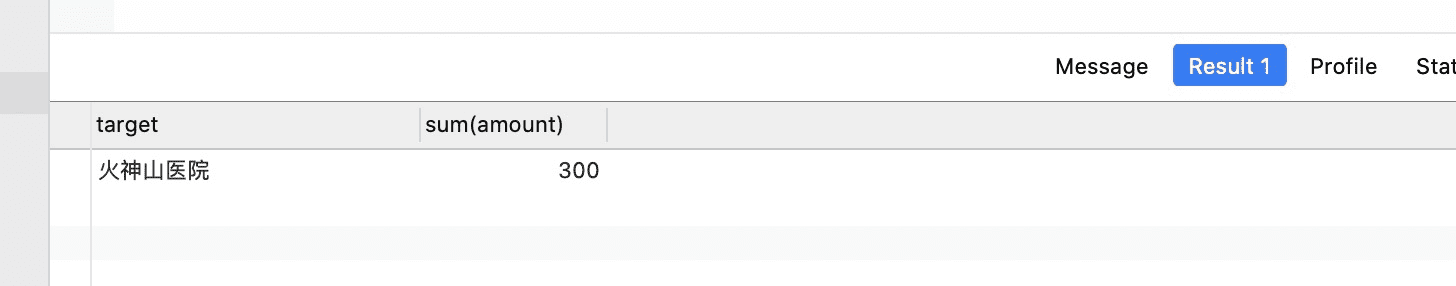 Message Result 1 Profile
target sum(amount)
火神山医院 300